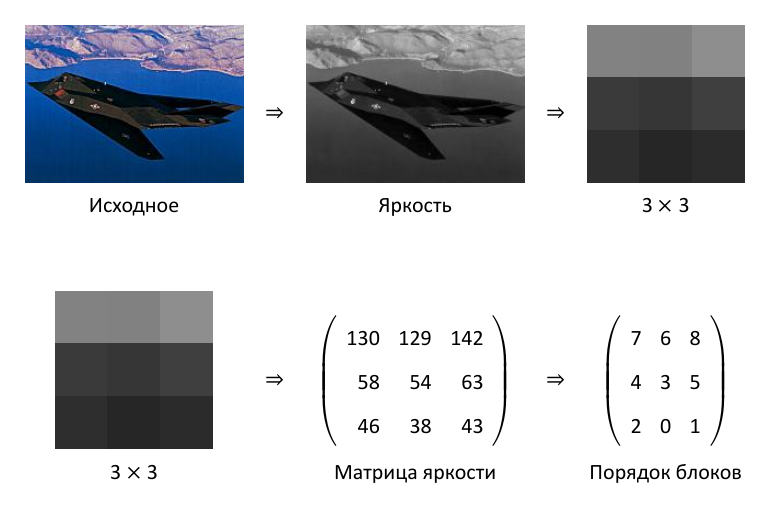 ⇒ ⇒
Исходное Яркость 3 × 3
⇒ ⇒
130 129 142 7 6 8
58 54 63 4 3 5
46 38 43 2 0 1
3 × 3 Матрица яркости Порядок блоков